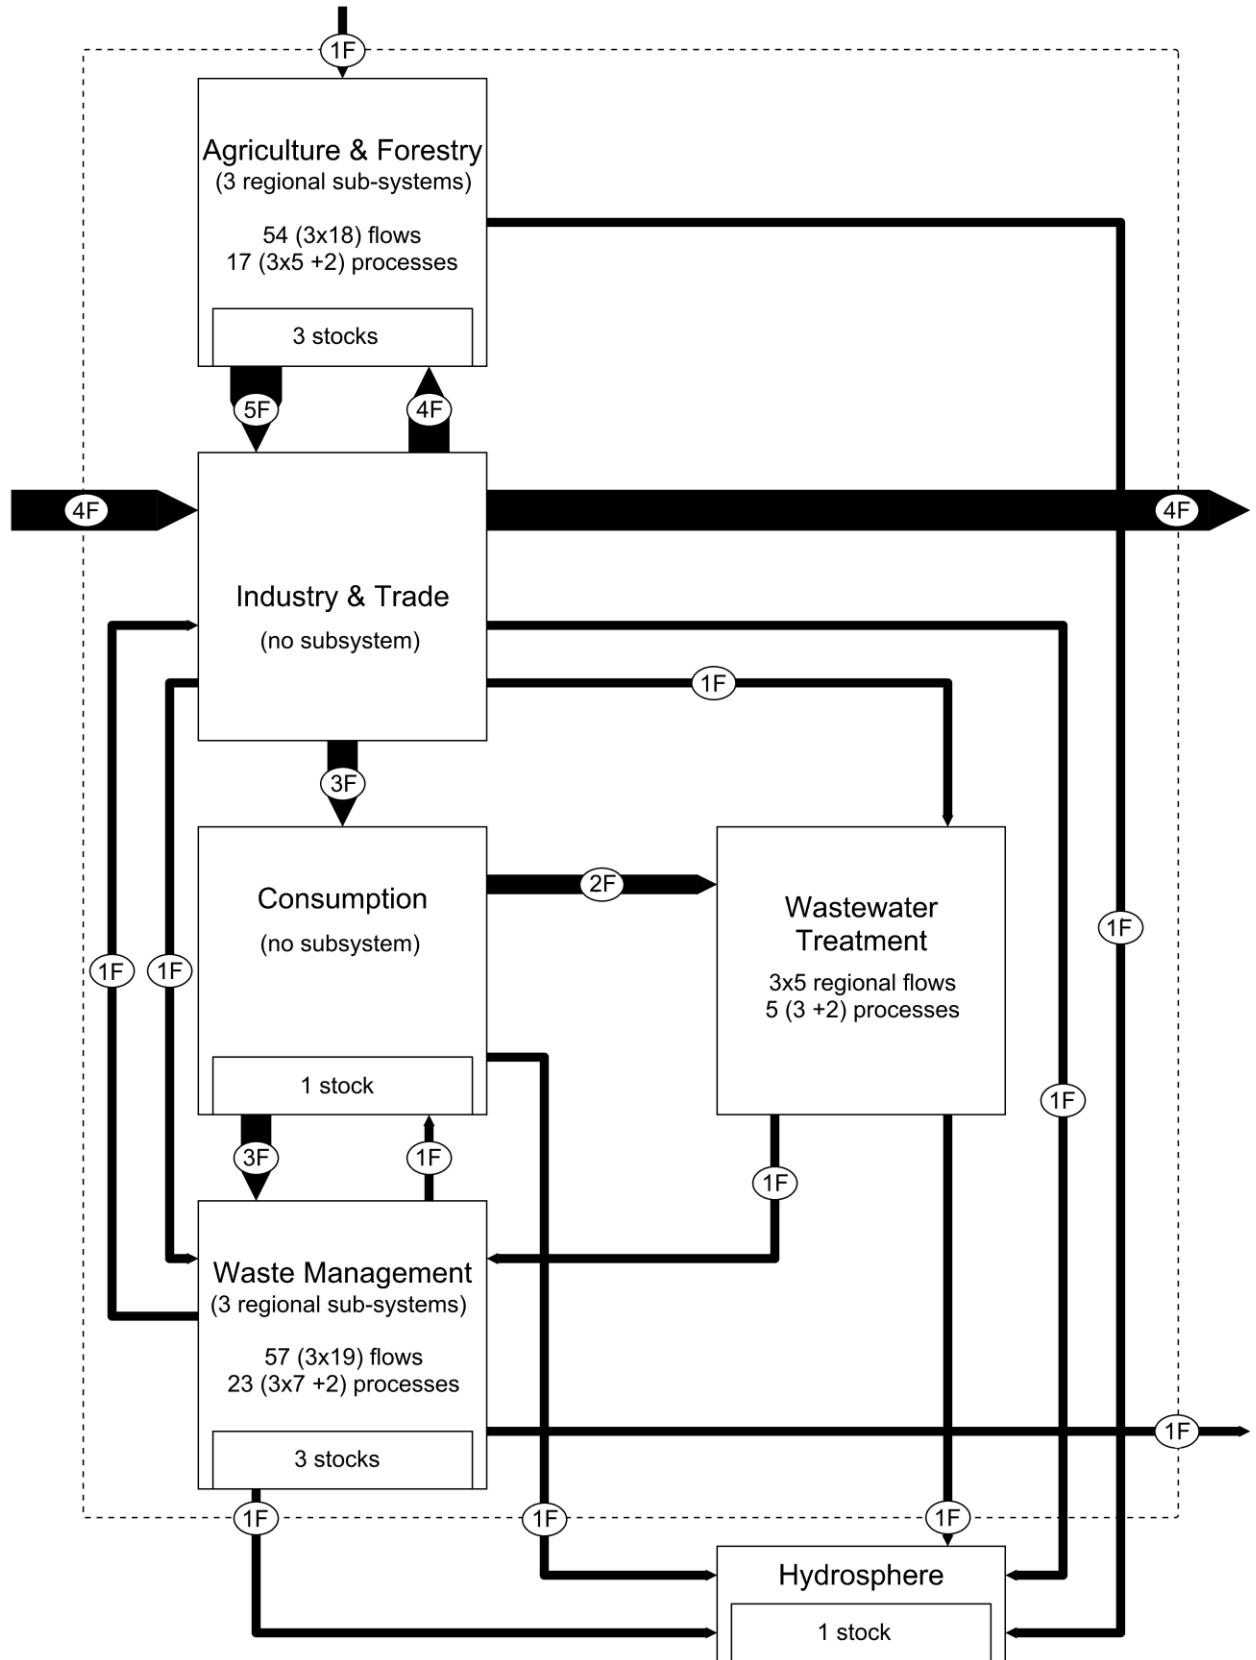 1F
Agriculture & Forestry
(3 regional sub-systems)
54 (3x18) flows
17 (3x5 +2) processes
3 stocks
5F
4F
4F
4F
Industry & Trade
(no subsystem)
1F
3F
Consumption
(no subsystem)
2F
Wastewater
Treatment
3x5 regional flows
5 (3 +2) processes
1F
1F
1F
1 stock
1F
3F
1F
1F
Waste Management
(3 regional sub-systems)
57 (3x19) flows
23 (3x7 +2) processes
3 stocks
1F
1F
1F
1F
Hydrosphere
1 stock